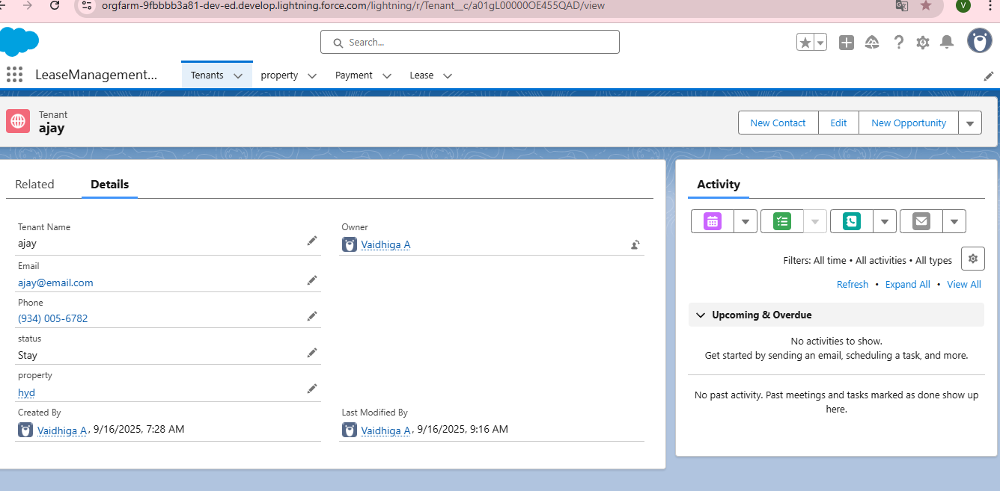 orgfarm-9fbbbb3a81-dev-ed.develop.lightning.force.com/lightning/r/Tenant__c/a01gL00000OE455QAD/view
V
Search...
LeaseManagement...
Tenants property Payment Lease
Tenant
ajay
New Contact Edit New Opportunity
Related Details
Tenant Name
ajay
Owner
Vaidhiga A
Email
ajay@email.com
Phone
(934) 005-6782
status
Stay
property
hyd
Created By
Vaidhiga A, 9/16/2025, 7:28 AM
Last Modified By
Vaidhiga A, 9/16/2025, 9:16 AM
Activity
Filters: All time • All activities • All types
Refresh • Expand All • View All
Upcoming & Overdue
No activities to show.
Get started by sending an email, scheduling a task, and more.
No past activity. Past meetings and tasks marked as done show up
here.